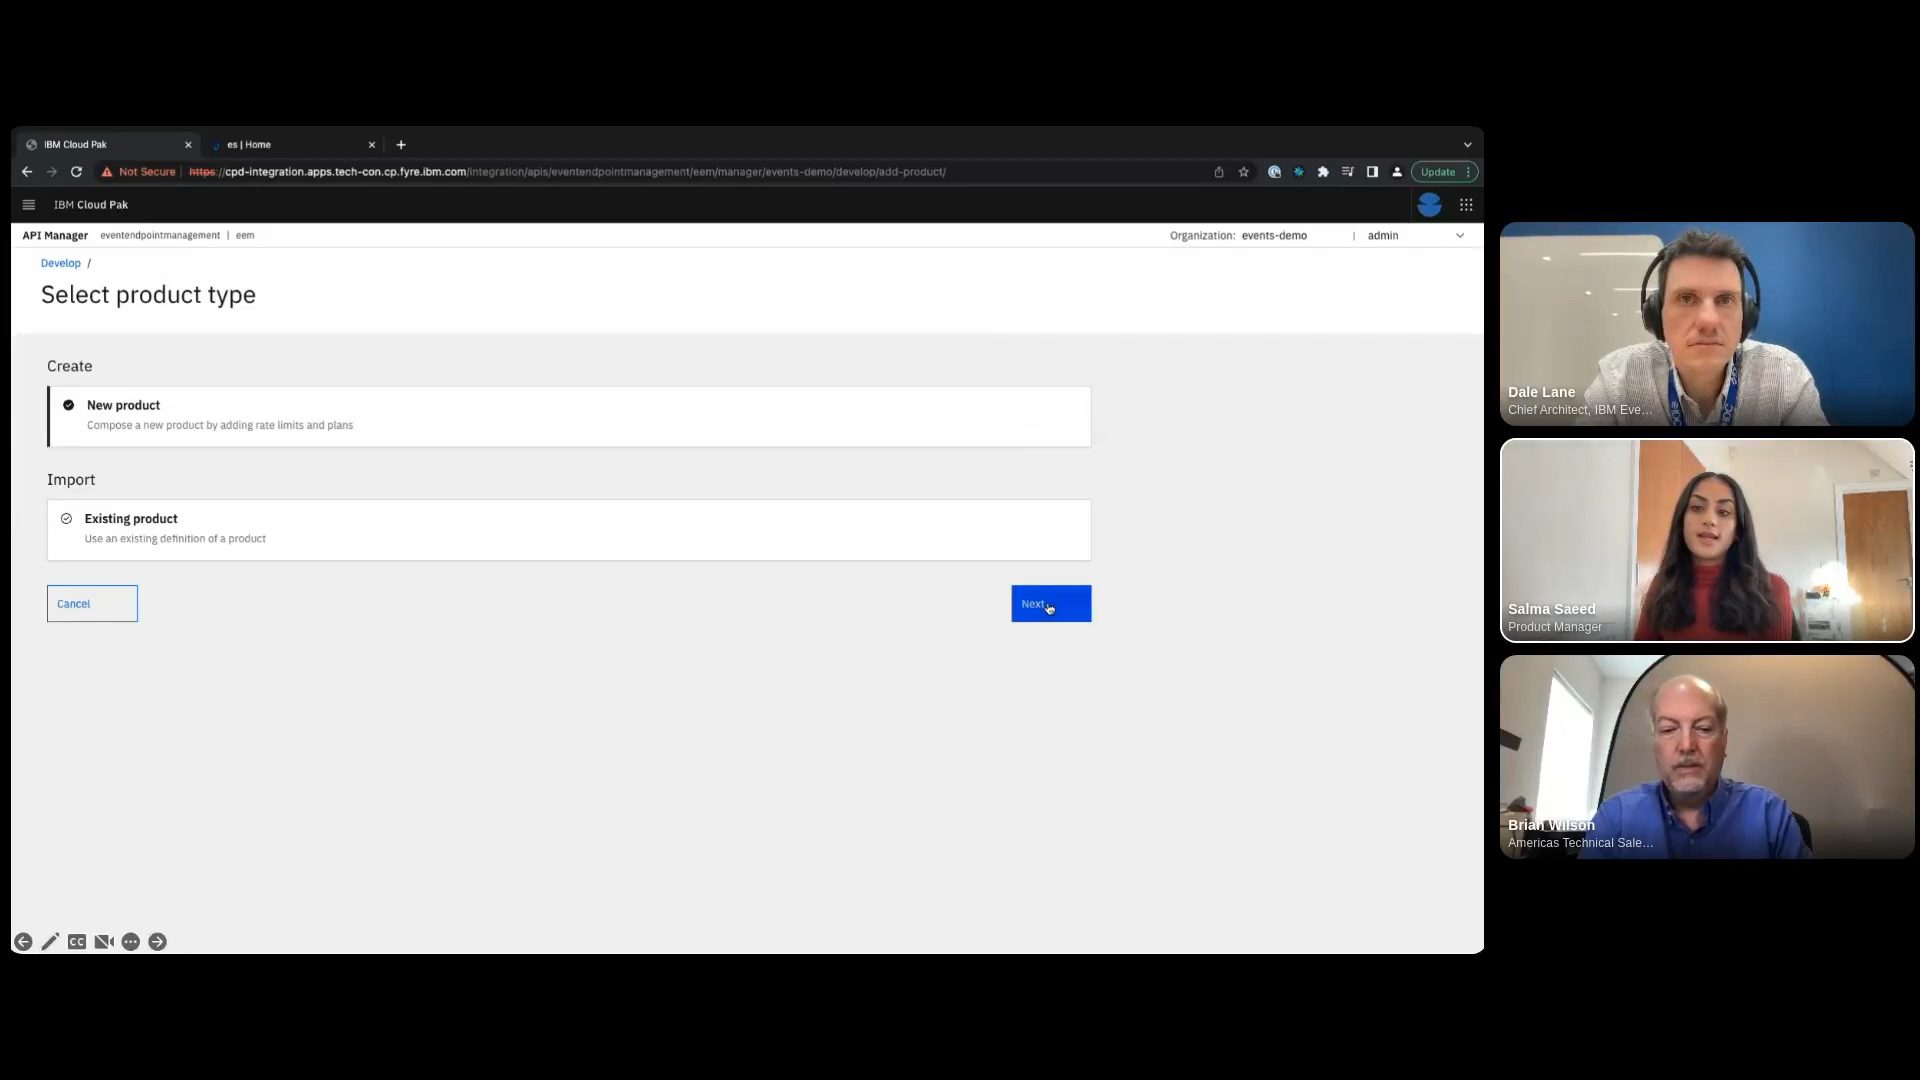 IBM Cloud Pak
es | Home
Not Secure
https://cpd-integration.apps.tech-con.cp.fyre.ibm.com/integration/apis/eventendpointmanagement/eem/manager/events-demo/develop/add-product/
Update
IBM Cloud Pak
API Manager eventendpointmanagement | eem
Organization: events-demo | admin
Develop /
Select product type
Create
New product
Compose a new product by adding rate limits and plans
Import
Existing product
Use an existing definition of a product
Cancel
Next
CC
Dale Lane
Chief Architect, IBM Eve...
Salma Saeed
Product Manager
Brian Wilson
Americas Technical Sale...